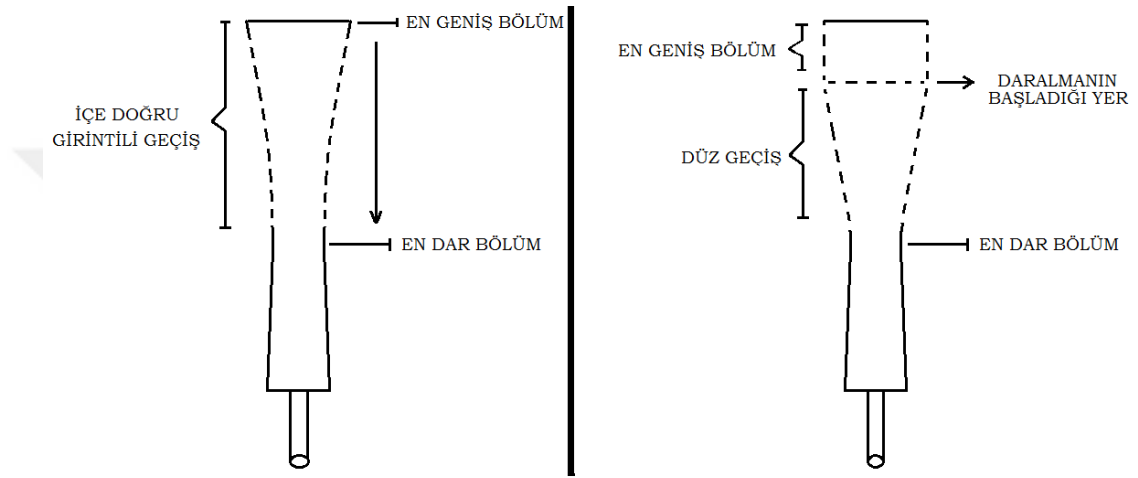 EN GENİŞ BÖLÜM
İÇE DOĞRU
GİRİNTİLİ GEÇİŞ
EN DAR BÖLÜM
EN GENİŞ BÖLÜM
DARALMANIN
BAŞLADIĞI YER
DÜZ GEÇİŞ
EN DAR BÖLÜM